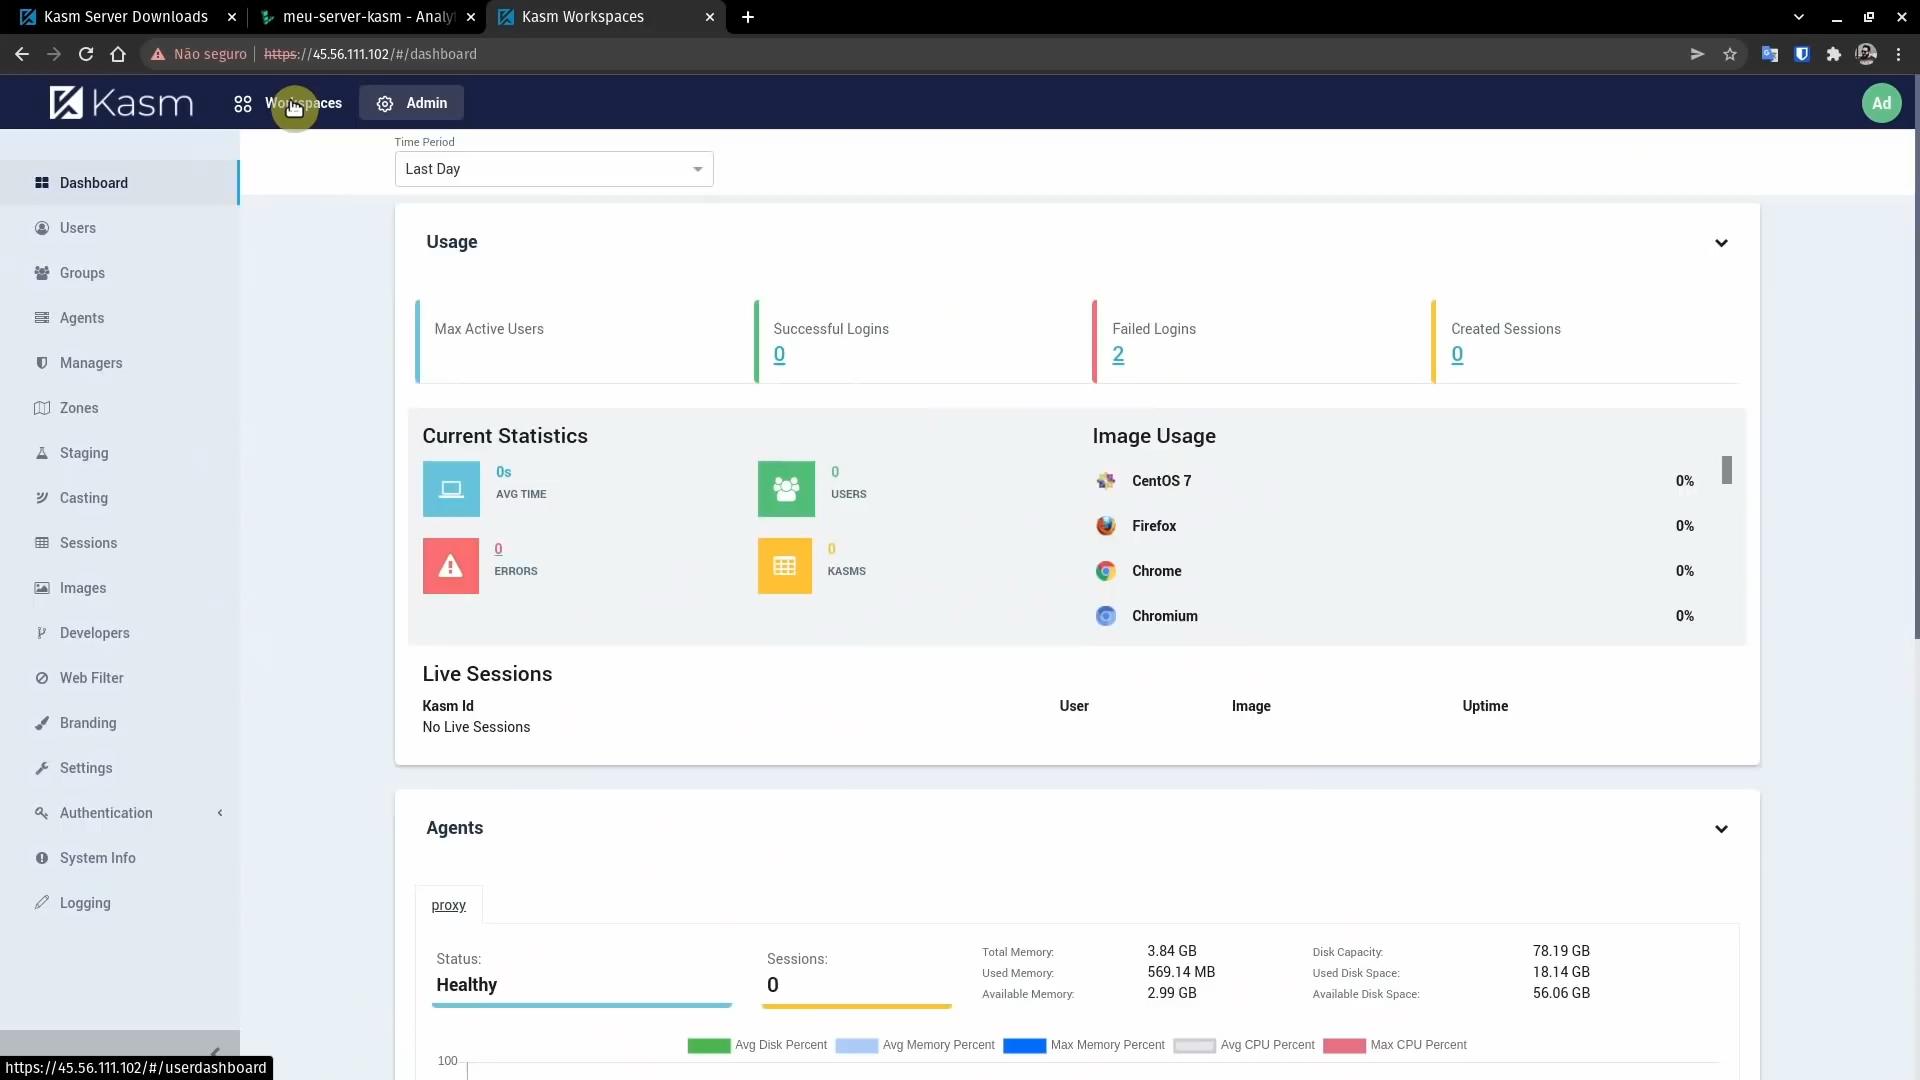 Kasm Server Downloads
meu-server-kasm - Analy
Kasm Workspaces
Não seguro
https://45.56.111.102/#/dashboard
Kasm
Workspaces
Admin
Ad
Time Period
Last Day
Dashboard
Users
Groups
Agents
Managers
Zones
Staging
Casting
Sessions
Images
Developers
Web Filter
Branding
Settings
Authentication
System Info
Logging
Usage
Max Active Users
Successful Logins
0
Failed Logins
2
Created Sessions
0
Current Statistics
0s
AVG TIME
0
USERS
0
ERRORS
0
KASMS
Image Usage
CentOS 7 0%
Firefox 0%
Chrome 0%
Chromium 0%
Live Sessions
Kasm Id User Image Uptime
No Live Sessions
Agents
proxy
Status:
Healthy
Sessions:
0
Total Memory: 3.84 GB
Used Memory: 569.14 MB
Available Memory: 2.99 GB
Disk Capacity: 78.19 GB
Used Disk Space: 18.14 GB
Available Disk Space: 56.06 GB
Avg Disk Percent Avg Memory Percent Max Memory Percent Avg CPU Percent Max CPU Percent
100
https://45.56.111.102/#/userdashboard